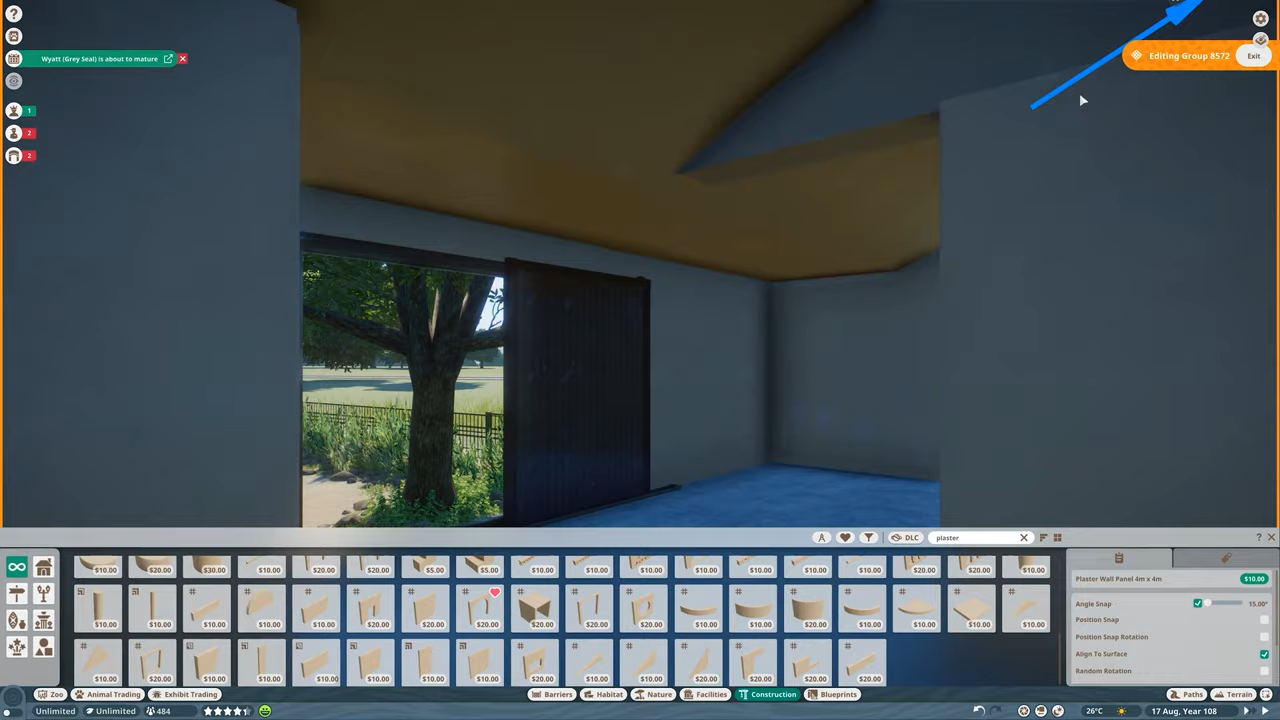 Wyatt (Grey Seal) is about to mature
1
2
2
Editing Group 8572
Exit
DLC
plaster
$10.00 $20.00 $30.00 $10.00 $20.00 $20.00 $5.00 $5.00 $10.00 $10.00 $10.00 $10.00 $10.00 $10.00 $10.00 $20.00 $20.00 $10.00
$10.00 $10.00 $10.00 $10.00 $10.00 $20.00 $20.00 $20.00 $20.00 $10.00 $20.00 $10.00 $10.00 $20.00 $10.00 $10.00 $10.00 $10.00
$10.00 $20.00 $10.00 $10.00 $10.00 $10.00 $10.00 $10.00 $20.00 $10.00 $10.00 $10.00 $10.00 $10.00 $10.00
Plaster Wall Panel 4m x 4m
$10.00
Angle Snap
15.00°
Position Snap
Position Snap Rotation
Align To Surface
Random Rotation
Zoo
Animal Trading
Exhibit Trading
Barriers
Habitat
Nature
Facilities
Construction
Blueprints
Paths
Terrain
Unlimited
Unlimited
484
26°C
17 Aug, Year 108